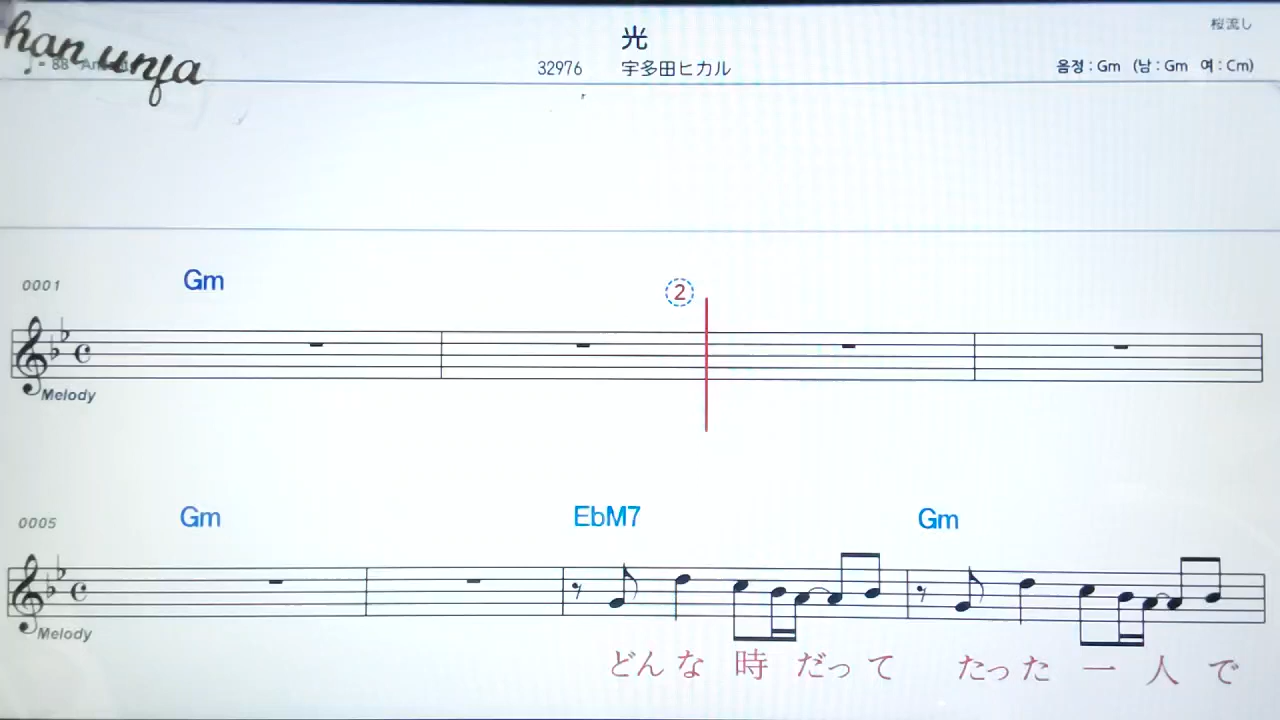 han unfa
桜流し
光
♩= 88
32976 宇多田ヒカル 음정 : Gm (남 : Gm 여 : Cm)
0001 Gm ②
Melody
0005 Gm EbM7 Gm
Melody
どんな 時 だって たった 一 人 で